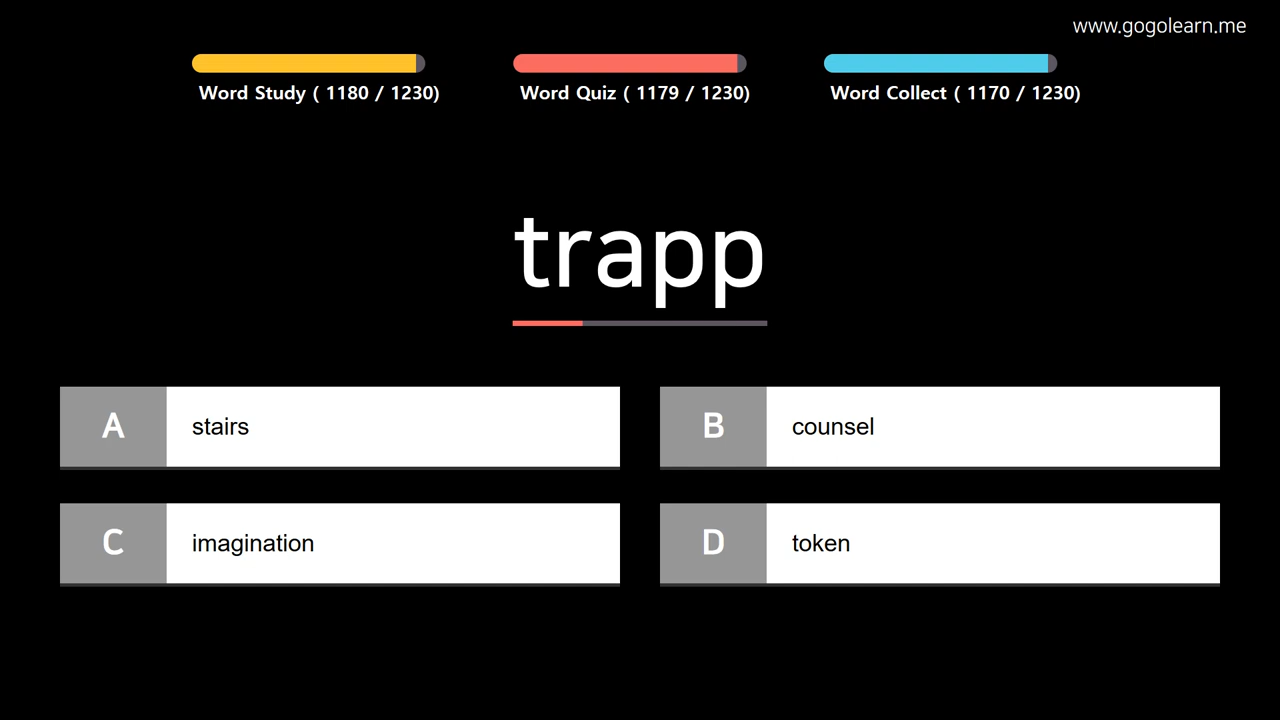 www.gogolearn.me
Word Study ( 1180 / 1230)
Word Quiz ( 1179 / 1230)
Word Collect ( 1170 / 1230)
trapp
A
stairs
B
counsel
C
imagination
D
token